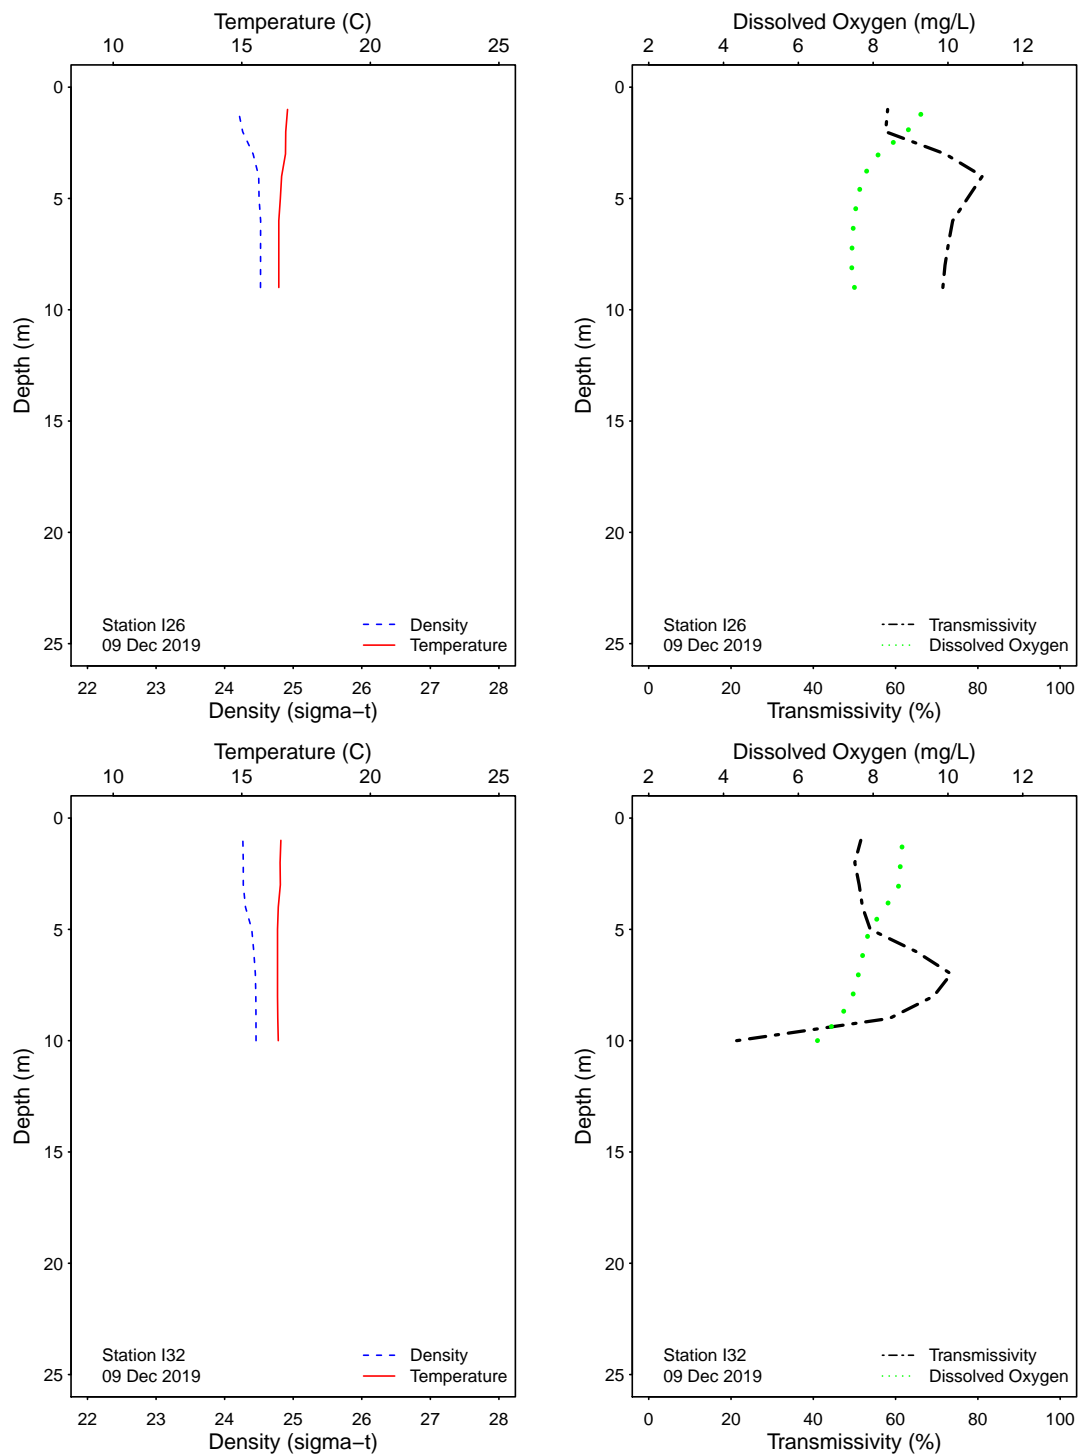 Temperature (C)
10 15 20 25
0
5
10
15
20
25
Depth (m)
Station I26
09 Dec 2019
Density
Temperature
22 23 24 25 26 27 28
Density (sigma−t)
Dissolved Oxygen (mg/L)
2 4 6 8 10 12
0
5
10
15
20
25
Depth (m)
Station I26
09 Dec 2019
Transmissivity
Dissolved Oxygen
0 20 40 60 80 100
Transmissivity (%)
Temperature (C)
10 15 20 25
0
5
10
15
20
25
Depth (m)
Station I32
09 Dec 2019
Density
Temperature
22 23 24 25 26 27 28
Density (sigma−t)
Dissolved Oxygen (mg/L)
2 4 6 8 10 12
0
5
10
15
20
25
Depth (m)
Station I32
09 Dec 2019
Transmissivity
Dissolved Oxygen
0 20 40 60 80 100
Transmissivity (%)